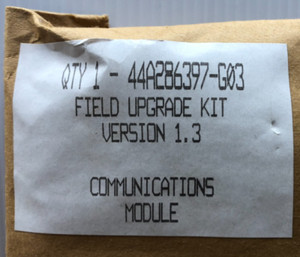 QTY 1 - 44A286397-G03
FIELD UPGRADE KIT
VERSION 1.3
COMMUNICATIONS
MODULE